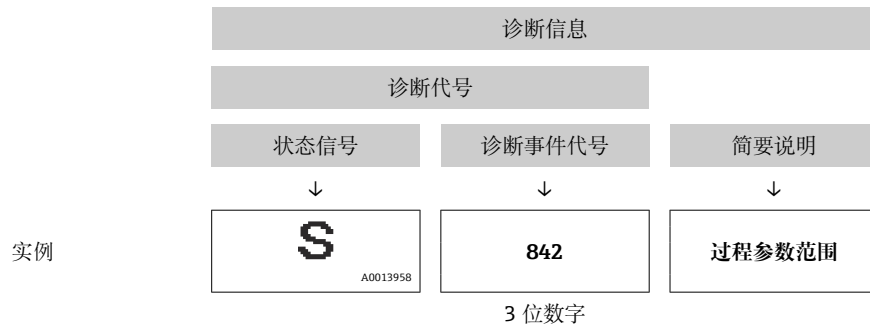 诊断信息
诊断代号
状态信号 诊断事件代号 简要说明
↓ ↓ ↓
实例 S 842 过程参数范围
A0013958
3 位数字